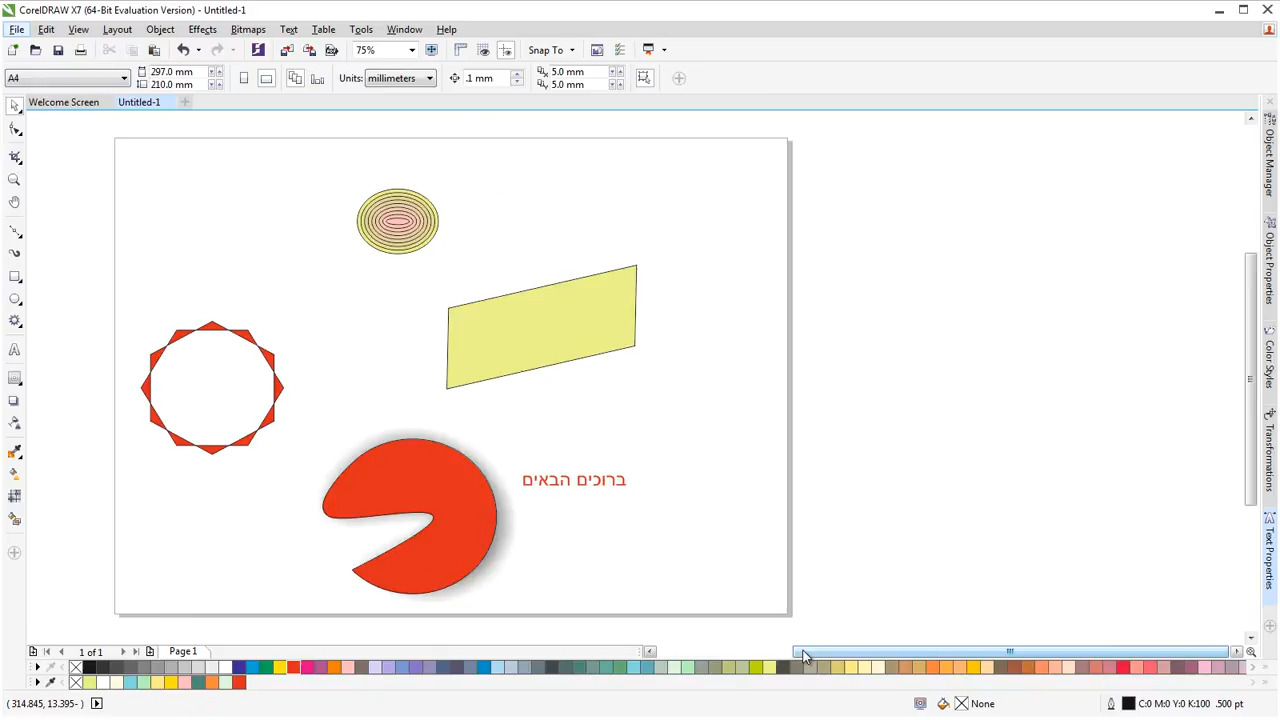 CorelDRAW X7 (64-Bit Evaluation Version) - Untitled-1
File Edit View Layout Object Effects Bitmaps Text Table Tools Window Help
75% Snap To
A4 297.0 mm 210.0 mm Units: millimeters .1 mm 5.0 mm 5.0 mm
Welcome Screen Untitled-1
ברוכים הבאים
Object Manager
Object Properties
Color Styles
Transformations
Text Properties
1 of 1 Page 1
( 314.845, 13.395- ) None C:0 M:0 Y:0 K:100 .500 pt